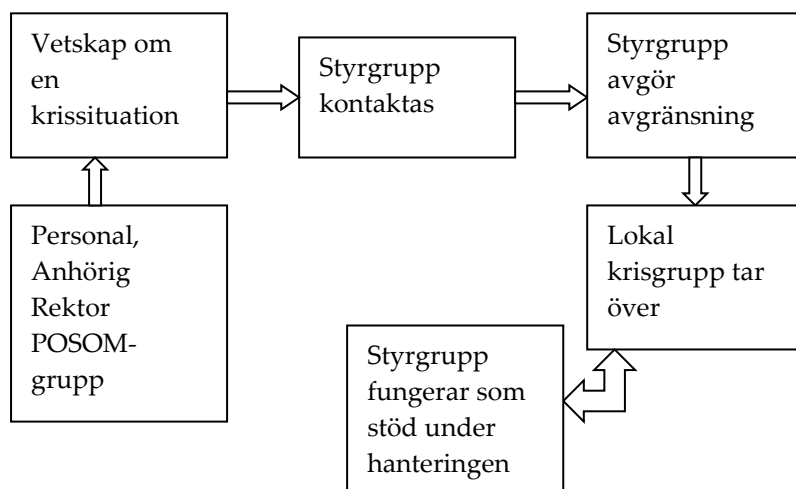 Vetskap om
en
krissituation
Styrgrupp
kontaktas
Styrgrupp
avgör
avgränsning
Personal,
Anhörig
Rektor
POSOM-
grupp
Lokal
krisgrupp tar
över
Styrgrupp
fungerar som
stöd under
hanteringen